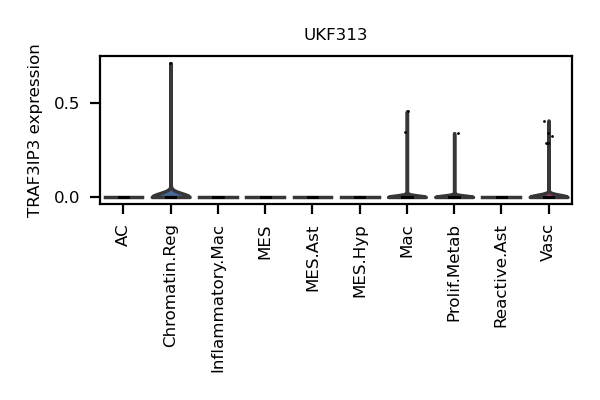 UKF313
TRAF3IP3 expression
0.5
0.0
AC
Chromatin.Reg
Inflammatory.Mac
MES
MES.Ast
MES.Hyp
Mac
Prolif.Metab
Reactive.Ast
Vasc